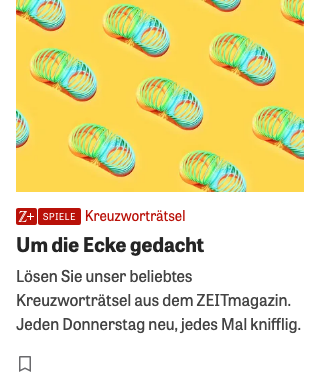 Z+ SPIELE Kreuzworträtsel
Um die Ecke gedacht
Lösen Sie unser beliebtes
Kreuzworträtsel aus dem ZEITmagazin.
Jeden Donnerstag neu, jedes Mal knifflig.